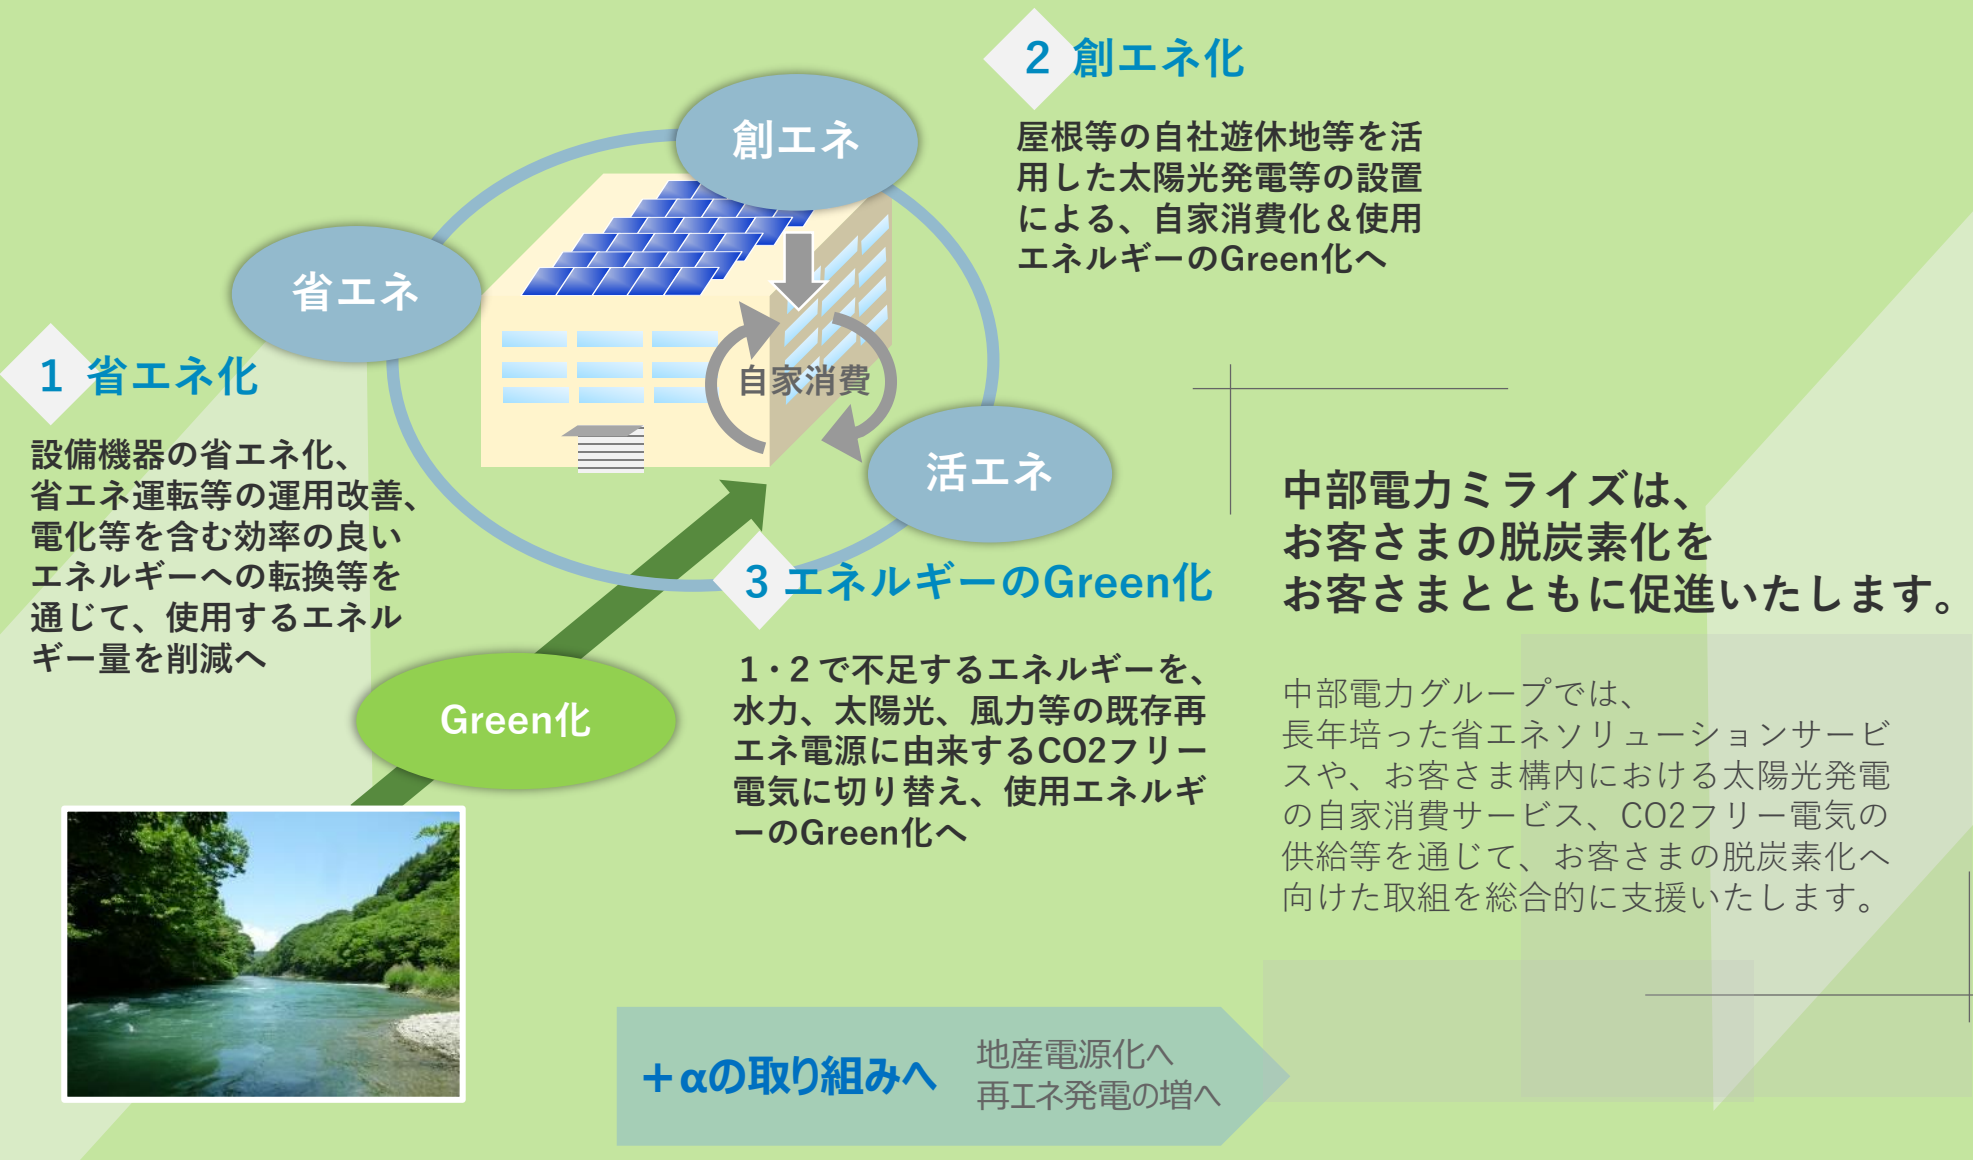 創エネ
省エネ
自家消費
活エネ
Green化
1 省エネ化
設備機器の省エネ化、
省エネ運転等の運用改善、
電化等を含む効率の良い
エネルギーへの転換等を
通じて、使用するエネル
ギー量を削減へ
2 創エネ化
屋根等の自社遊休地等を活
用した太陽光発電等の設置
による、自家消費化＆使用
エネルギーのGreen化へ
3 エネルギーのGreen化
1・2で不足するエネルギーを、
水力、太陽光、風力等の既存再
エネ電源に由来するCO2フリー
電気に切り替え、使用エネルギ
ーのGreen化へ
中部電力ミライズは、
お客さまの脱炭素化を
お客さまとともに促進いたします。
中部電力グループでは、
長年培った省エネソリューションサービ
スや、お客さま構内における太陽光発電
の自家消費サービス、CO2フリー電気の
供給等を通じて、お客さまの脱炭素化へ
向けた取組を総合的に支援いたします。
＋αの取り組みへ
地産電源化へ
再エネ発電の増へ